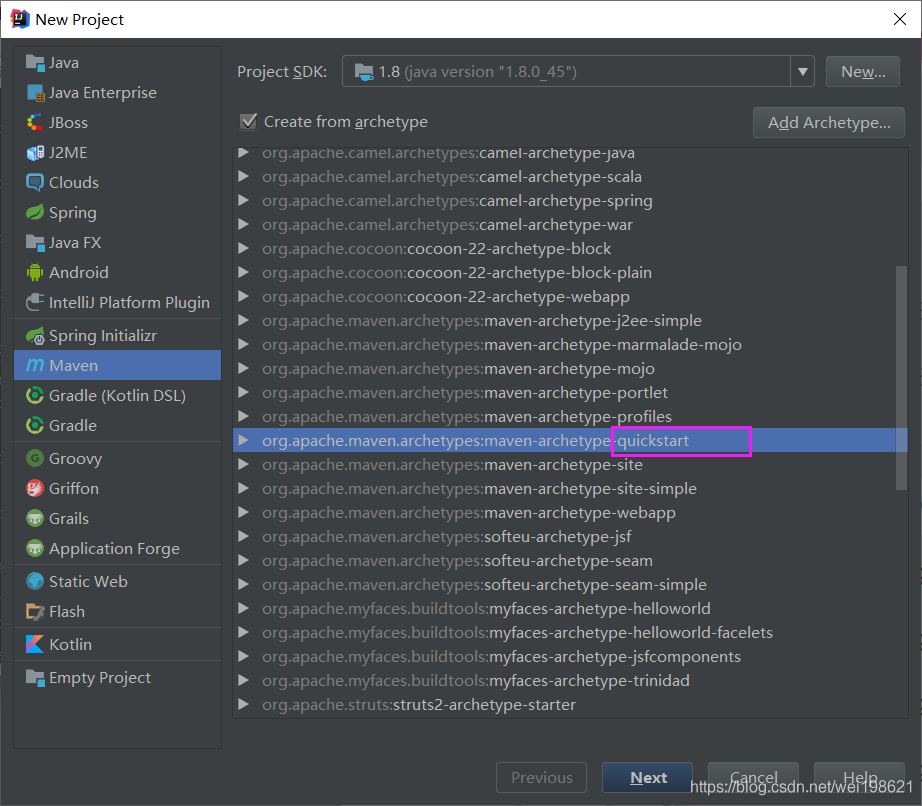 New Project
Java
Java Enterprise
JBoss
J2ME
Clouds
Spring
Java FX
Android
IntelliJ Platform Plugin
Spring Initializr
Maven
Gradle (Kotlin DSL)
Gradle
Groovy
Griffon
Grails
Application Forge
Static Web
Flash
Kotlin
Empty Project
Project SDK: 1.8 (java version "1.8.0_45") New...
Create from archetype Add Archetype...
org.apache.camel.archetypes:camel-archetype-java
org.apache.camel.archetypes:camel-archetype-scala
org.apache.camel.archetypes:camel-archetype-spring
org.apache.camel.archetypes:camel-archetype-war
org.apache.cocoon:cocoon-22-archetype-block
org.apache.cocoon:cocoon-22-archetype-block-plain
org.apache.cocoon:cocoon-22-archetype-webapp
org.apache.maven.archetypes:maven-archetype-j2ee-simple
org.apache.maven.archetypes:maven-archetype-marmalade-mojo
org.apache.maven.archetypes:maven-archetype-mojo
org.apache.maven.archetypes:maven-archetype-portlet
org.apache.maven.archetypes:maven-archetype-profiles
org.apache.maven.archetypes:maven-archetype-quickstart
org.apache.maven.archetypes:maven-archetype-site
org.apache.maven.archetypes:maven-archetype-site-simple
org.apache.maven.archetypes:maven-archetype-webapp
org.apache.maven.archetypes:softeu-archetype-jsf
org.apache.maven.archetypes:softeu-archetype-seam
org.apache.maven.archetypes:softeu-archetype-seam-simple
org.apache.myfaces.buildtools:myfaces-archetype-helloworld
org.apache.myfaces.buildtools:myfaces-archetype-helloworld-facelets
org.apache.myfaces.buildtools:myfaces-archetype-jsfcomponents
org.apache.myfaces.buildtools:myfaces-archetype-trinidad
org.apache.struts:struts2-archetype-starter
Previous Next Cancel Help
https://blog.csdn.net/wei198621